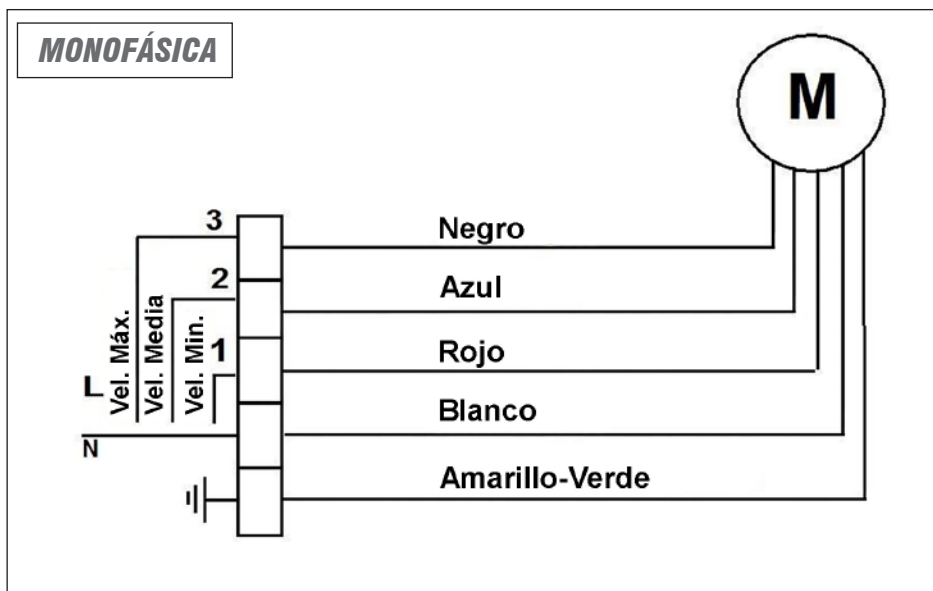 MONOFÁSICA
M
3
Negro
2
Azul
1
Rojo
Vel. Máx.
Vel. Media
Vel. Min.
L
Blanco
N
Amarillo-Verde